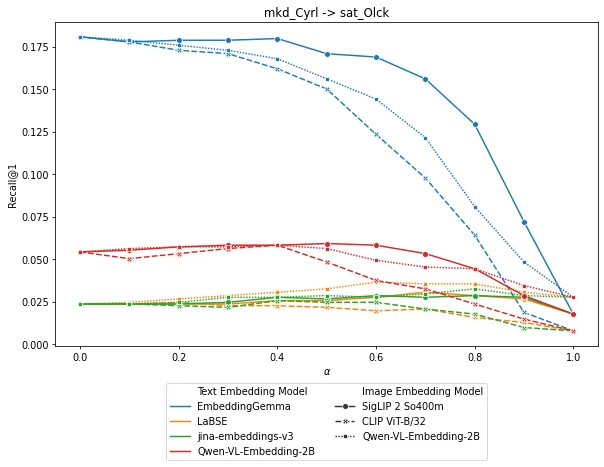 mkd_Cyrl -> sat_Olck
Recall@1
0.175
0.150
0.125
0.100
0.075
0.050
0.025
0.000
0.0 0.2 0.4 0.6 0.8 1.0
α
Text Embedding Model
EmbeddingGemma
LaBSE
jina-embeddings-v3
Qwen-VL-Embedding-2B
Image Embedding Model
SigLIP 2 So400m
CLIP ViT-B/32
Qwen-VL-Embedding-2B